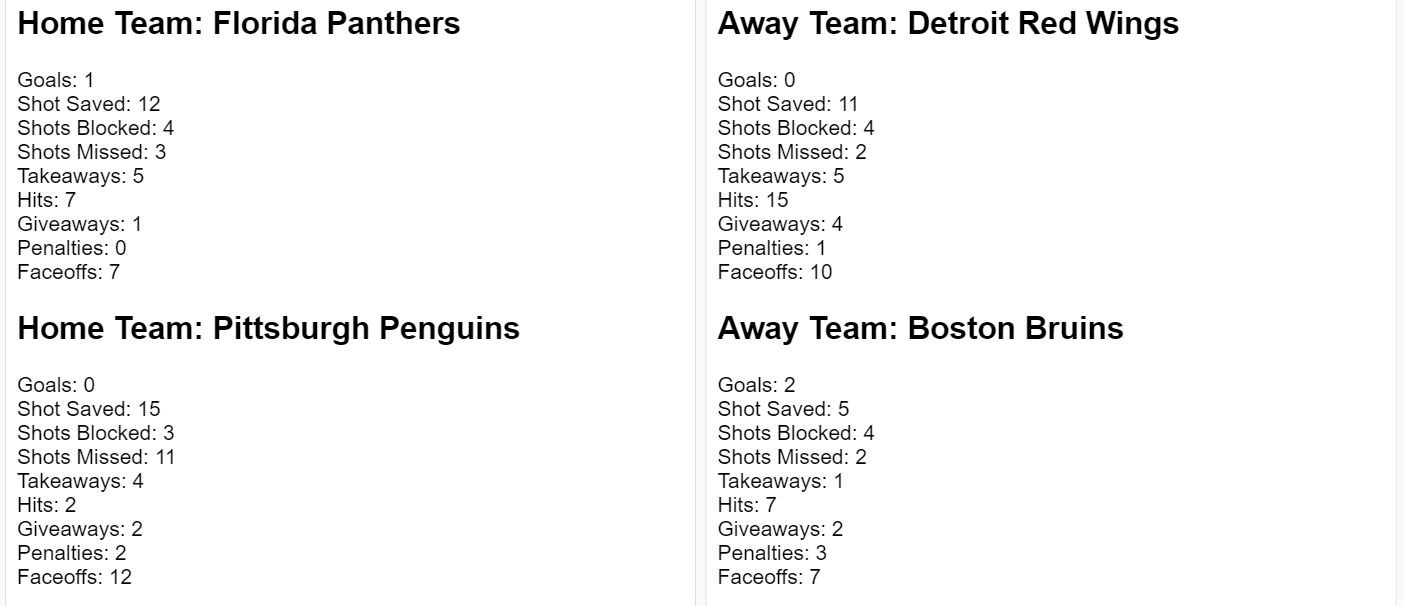 Home Team: Florida Panthers
Goals: 1
Shot Saved: 12
Shots Blocked: 4
Shots Missed: 3
Takeaways: 5
Hits: 7
Giveaways: 1
Penalties: 0
Faceoffs: 7
Away Team: Detroit Red Wings
Goals: 0
Shot Saved: 11
Shots Blocked: 4
Shots Missed: 2
Takeaways: 5
Hits: 15
Giveaways: 4
Penalties: 1
Faceoffs: 10
Home Team: Pittsburgh Penguins
Goals: 0
Shot Saved: 15
Shots Blocked: 3
Shots Missed: 11
Takeaways: 4
Hits: 2
Giveaways: 2
Penalties: 2
Faceoffs: 12
Away Team: Boston Bruins
Goals: 2
Shot Saved: 5
Shots Blocked: 4
Shots Missed: 2
Takeaways: 1
Hits: 7
Giveaways: 2
Penalties: 3
Faceoffs: 7